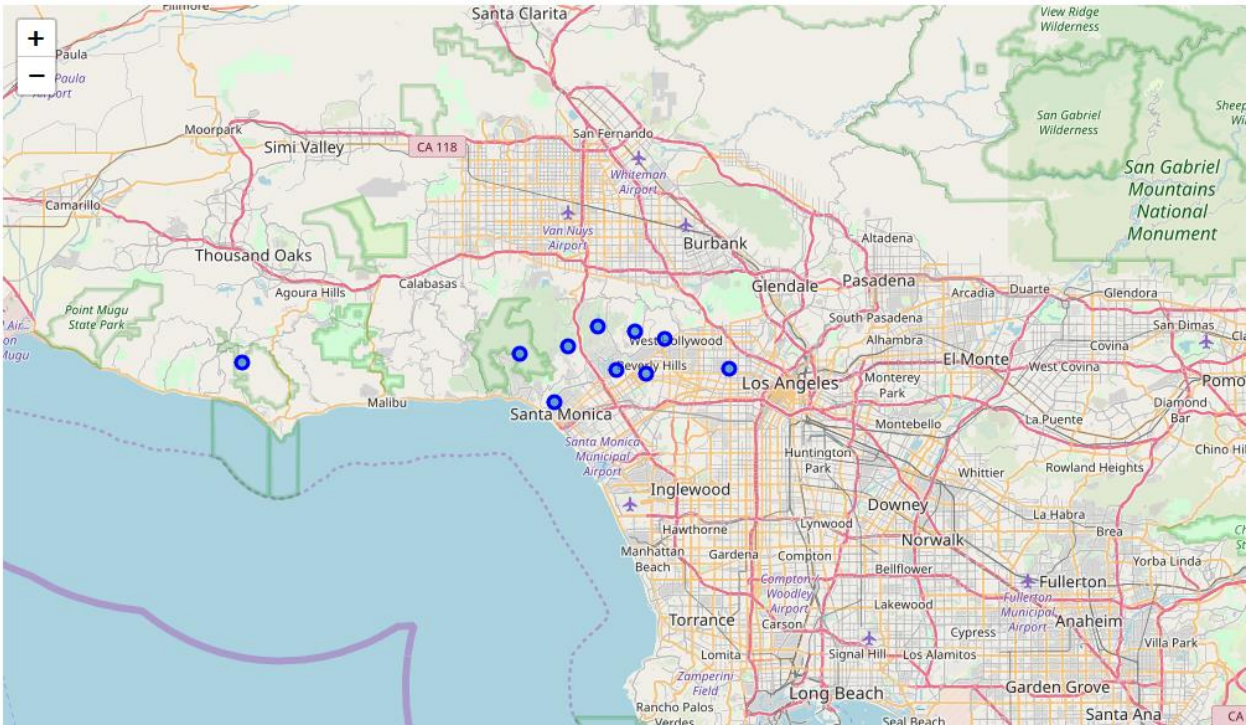 Fillmore
Santa Clarita
View Ridge
Wilderness
+
−
Paula
Paula
Airport
San Gabriel
Wilderness
Moorpark
Simi Valley
CA 118
San Fernando
Whiteman
Airport
San Gabriel
Mountains
National
Monument
Camarillo
Van Nuys
Airport
Burbank
Altadena
Thousand Oaks
Agoura Hills
Calabasas
Glendale
Pasadena
Arcadia
Duarte
Glendora
Point Mugu
State Park
Mugu
South Pasadena
San Dimas
West Hollywood
Alhambra
Covina
Beverly Hills
El Monte
West Covina
Los Angeles
Monterey
Park
Pomo
Malibu
Santa Monica
Diamond
Bar
La Puente
Montebello
Santa Monica
Municipal
Airport
Huntington
Park
Chino Hil
Whittier
Rowland Heights
Inglewood
Downey
La Habra
Hawthorne
Lynwood
Brea
Norwalk
Manhattan
Beach
Gardena
Compton
Yorba Linda
Bellflower
Compton/
Woodley
Airport
Fullerton
Fullerton
Municipal
Airport
Lakewood
Torrance
Carson
Cypress
Anaheim
Villa Park
Lomita
Signal Hill
Los Alamitos
Zamperini
Field
Long Beach
Garden Grove
Rancho Palos
Verdes
Seal Beach
Santa Ana
CA